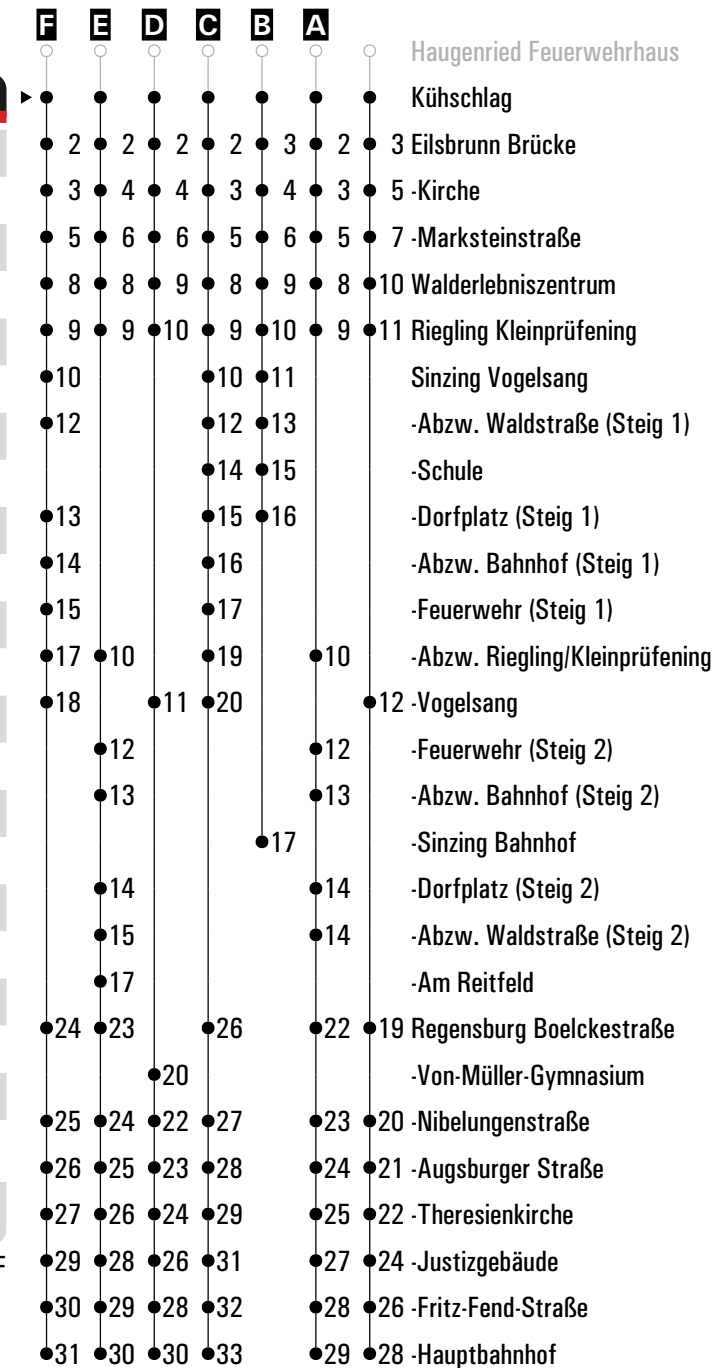 F E D C B A
Haugenried Feuerwehrhaus
Kühschlag
2 2 2 2 3 2 3 Eilsbrunn Brücke
3 4 4 3 4 3 5 -Kirche
5 6 6 5 6 5 7 -Marksteinstraße
8 8 9 8 9 8 10 Walderlebniszentrum
9 9 10 9 10 9 11 Riegling Kleinprüfening
10 10 11 Sinzing Vogelsang
12 12 13 -Abzw. Waldstraße (Steig 1)
14 15 -Schule
13 15 16 -Dorfplatz (Steig 1)
14 16 -Abzw. Bahnhof (Steig 1)
15 17 -Feuerwehr (Steig 1)
17 10 19 10 -Abzw. Riegling/Kleinprüfening
18 11 20 12 -Vogelsang
12 12 -Feuerwehr (Steig 2)
13 13 -Abzw. Bahnhof (Steig 2)
17 -Sinzing Bahnhof
14 14 -Dorfplatz (Steig 2)
15 14 -Abzw. Waldstraße (Steig 2)
17 -Am Reitfeld
24 23 26 22 19 Regensburg Boelckestraße
20 -Von-Müller-Gymnasium
25 24 22 27 23 20 -Nibelungenstraße
26 25 23 28 24 21 -Augsburger Straße
27 26 24 29 25 22 -Theresienkirche
29 28 26 31 27 24 -Justizgebäude
30 29 28 32 28 26 -Fritz-Fend-Straße
31 30 30 33 29 28 -Hauptbahnhof